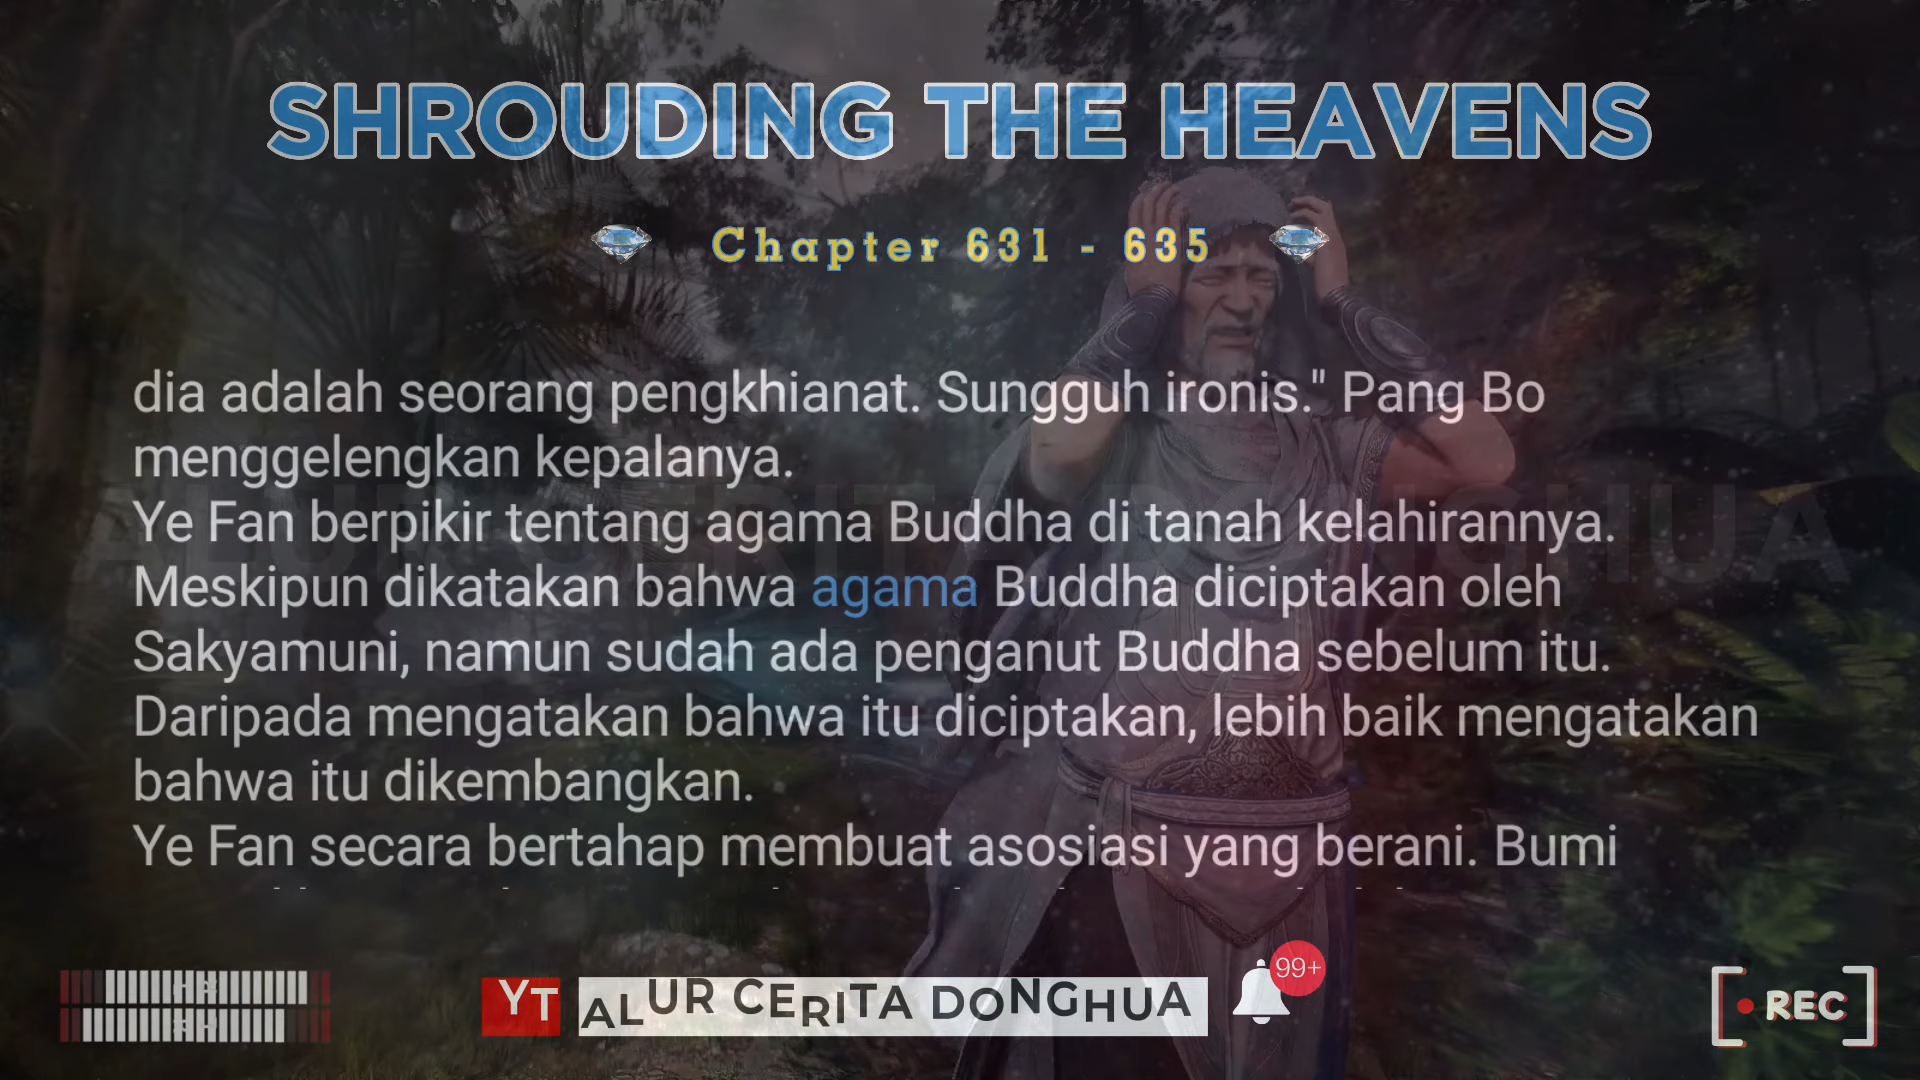 SHROUDING THE HEAVENS
Chapter 631 - 635
dia adalah seorang pengkhianat. Sungguh ironis." Pang Bo
menggelengkan kepalanya.
Ye Fan berpikir tentang agama Buddha di tanah kelahirannya.
Meskipun dikatakan bahwa agama Buddha diciptakan oleh
Sakyamuni, namun sudah ada penganut Buddha sebelum itu.
Daripada mengatakan bahwa itu diciptakan, lebih baik mengatakan
bahwa itu dikembangkan.
Ye Fan secara bertahap membuat asosiasi yang berani. Bumi
ALUR CERITA DONGHUA
YT ALUR CERITA DONGHUA
99+
REC